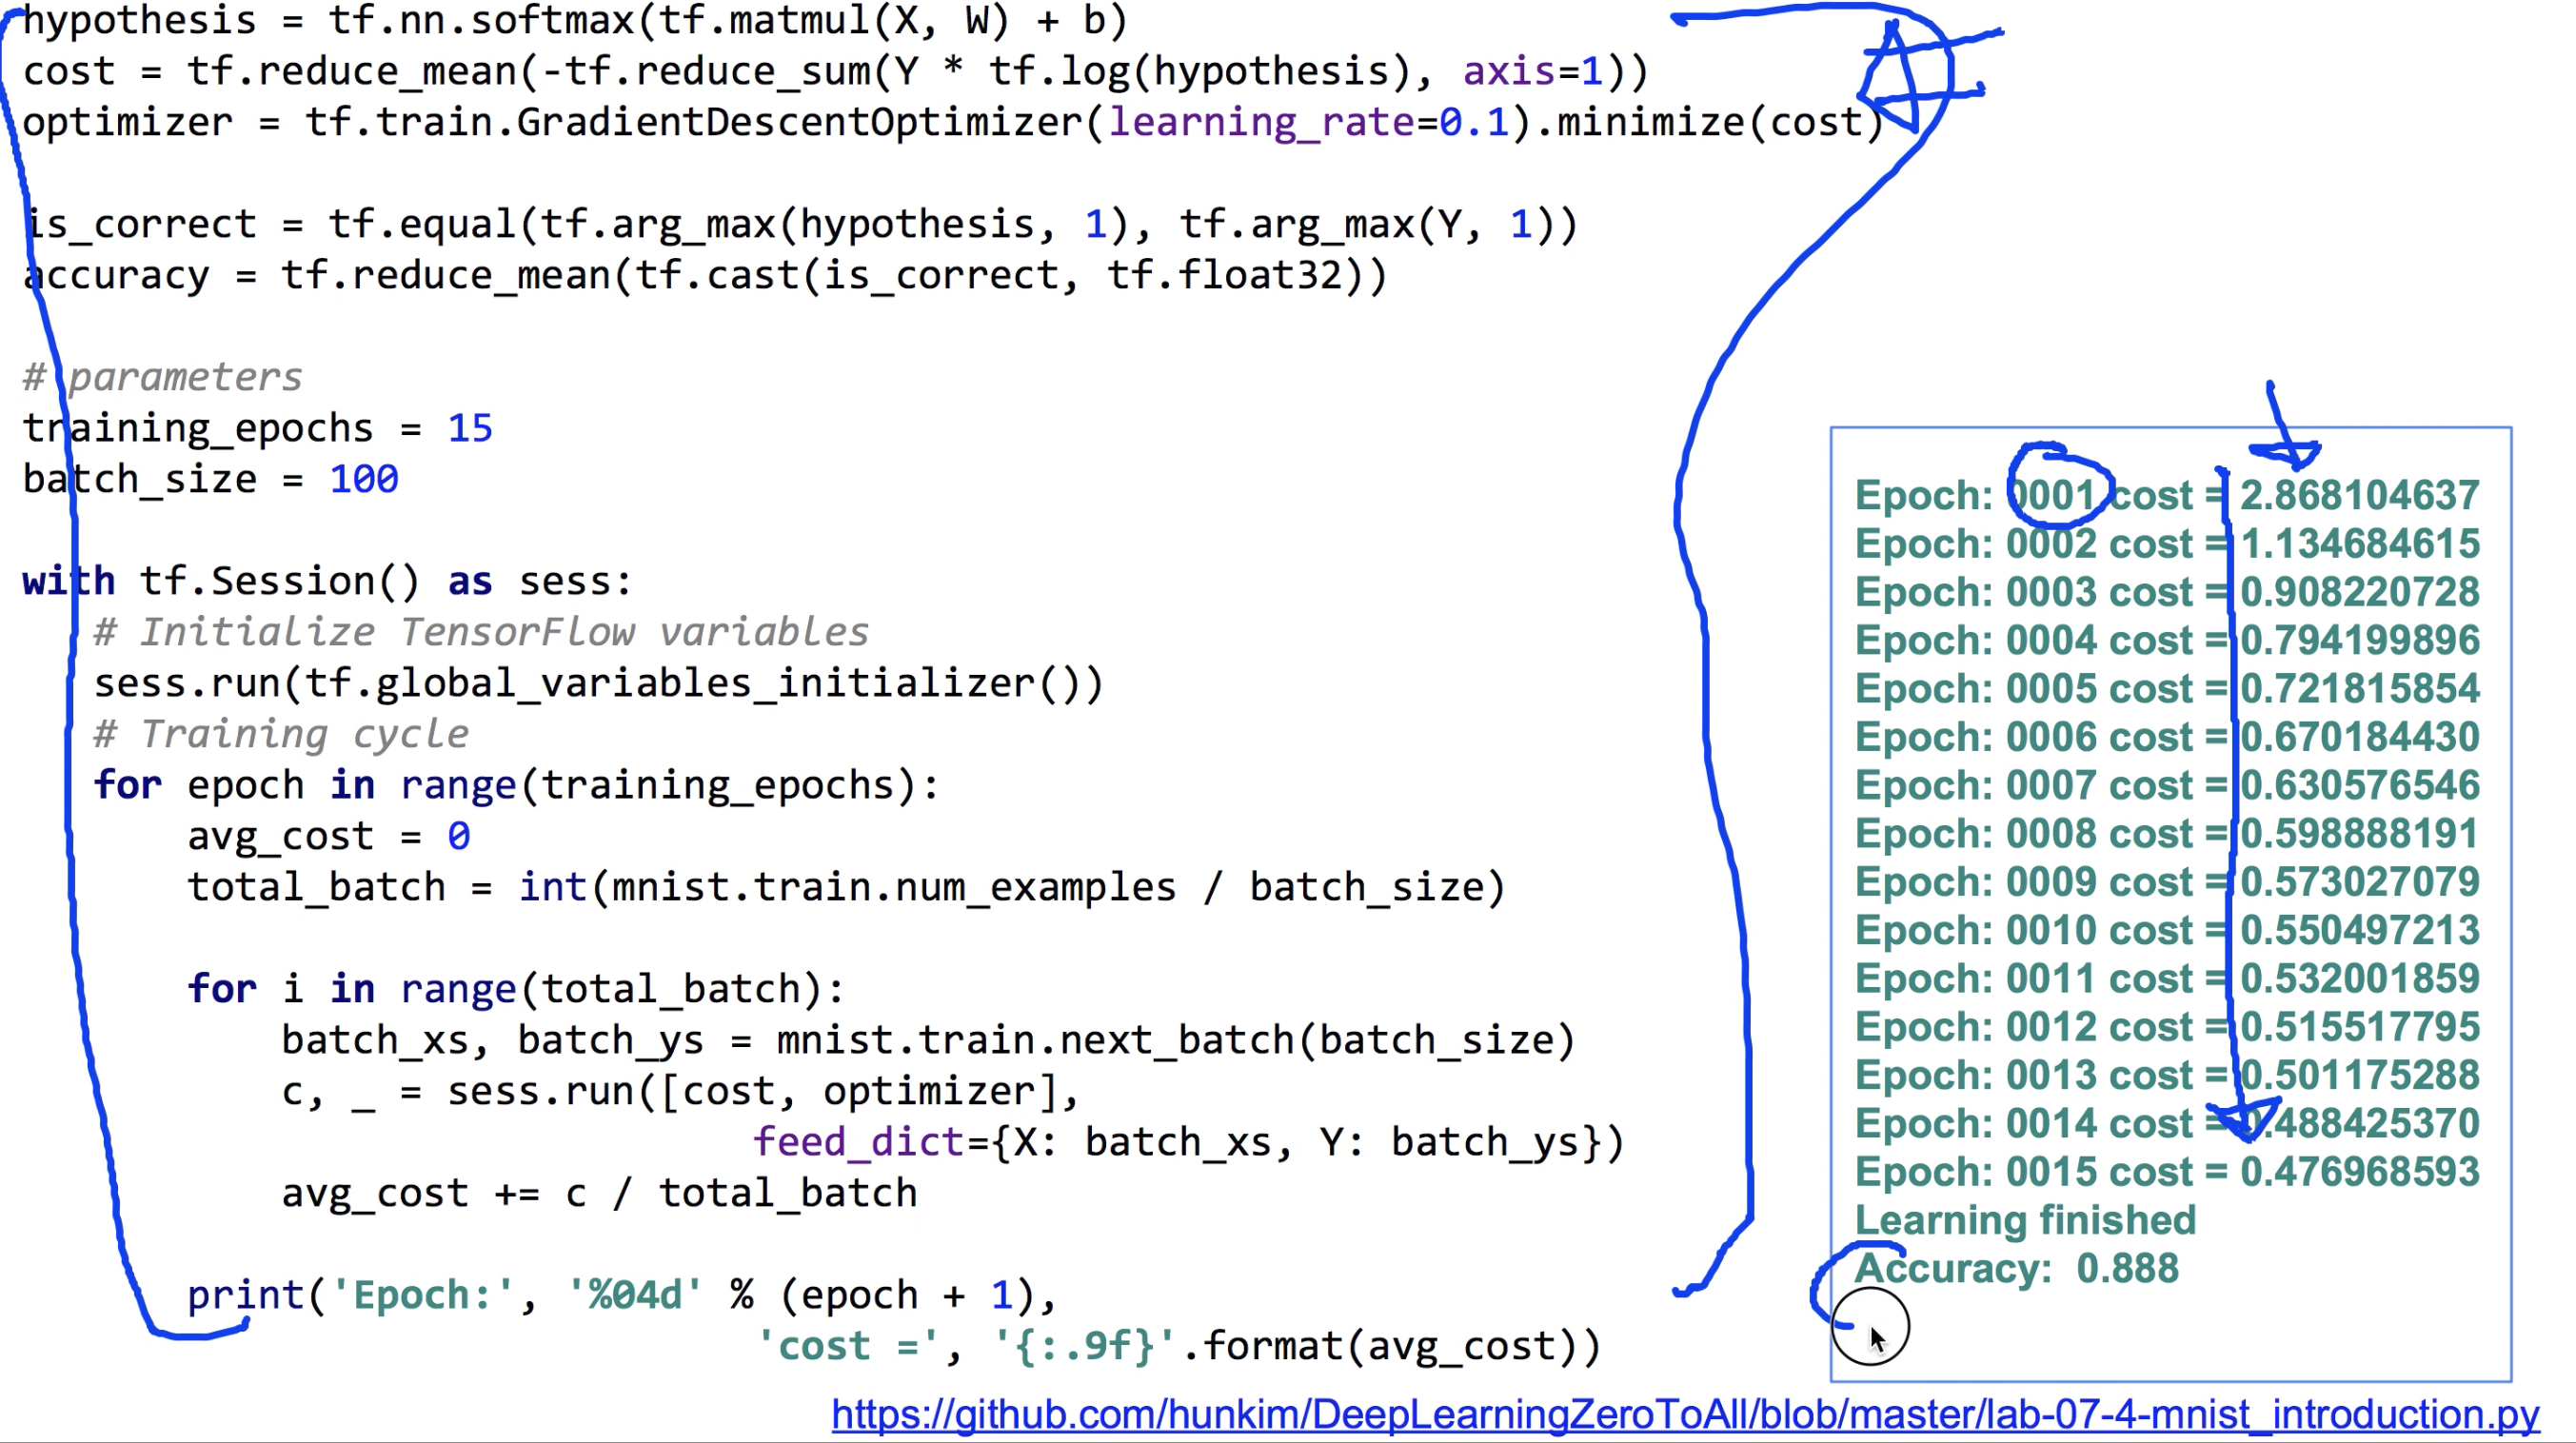 hypothesis = tf.nn.softmax(tf.matmul(X, W) + b)
cost = tf.reduce_mean(-tf.reduce_sum(Y * tf.log(hypothesis), axis=1))
optimizer = tf.train.GradientDescentOptimizer(learning_rate=0.1).minimize(cost)
is_correct = tf.equal(tf.arg_max(hypothesis, 1), tf.arg_max(Y, 1))
accuracy = tf.reduce_mean(tf.cast(is_correct, tf.float32))
# parameters
training_epochs = 15
batch_size = 100
with tf.Session() as sess:
# Initialize TensorFlow variables
sess.run(tf.global_variables_initializer())
# Training cycle
for epoch in range(training_epochs):
avg_cost = 0
total_batch = int(mnist.train.num_examples / batch_size)
for i in range(total_batch):
batch_xs, batch_ys = mnist.train.next_batch(batch_size)
c, _ = sess.run([cost, optimizer],
feed_dict={X: batch_xs, Y: batch_ys})
avg_cost += c / total_batch
print('Epoch:', '%04d' % (epoch + 1),
'cost =', '{:.9f}'.format(avg_cost))
Epoch: 0001 cost = 2.868104637
Epoch: 0002 cost = 1.134684615
Epoch: 0003 cost = 0.908220728
Epoch: 0004 cost = 0.794199896
Epoch: 0005 cost = 0.721815854
Epoch: 0006 cost = 0.670184430
Epoch: 0007 cost = 0.630576546
Epoch: 0008 cost = 0.598888191
Epoch: 0009 cost = 0.573027079
Epoch: 0010 cost = 0.550497213
Epoch: 0011 cost = 0.532001859
Epoch: 0012 cost = 0.515517795
Epoch: 0013 cost = 0.501175288
Epoch: 0014 cost = 0.488425370
Epoch: 0015 cost = 0.476968593
Learning finished
Accuracy: 0.888
https://github.com/hunkim/DeepLearningZeroToAll/blob/master/lab-07-4-mnist_introduction.py